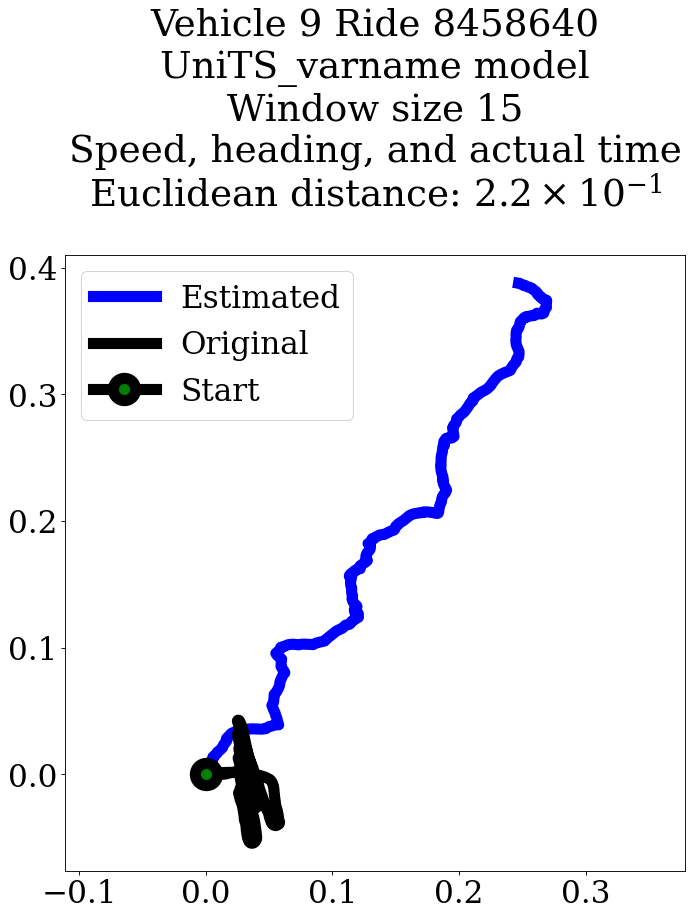 Vehicle 9 Ride 8458640
UniTS_varname model
Window size 15
Speed, heading, and actual time
Euclidean distance: 2.2 × 10⁻¹
Estimated
Original
Start
0.4
0.3
0.2
0.1
0.0
−0.1 0.0 0.1 0.2 0.3